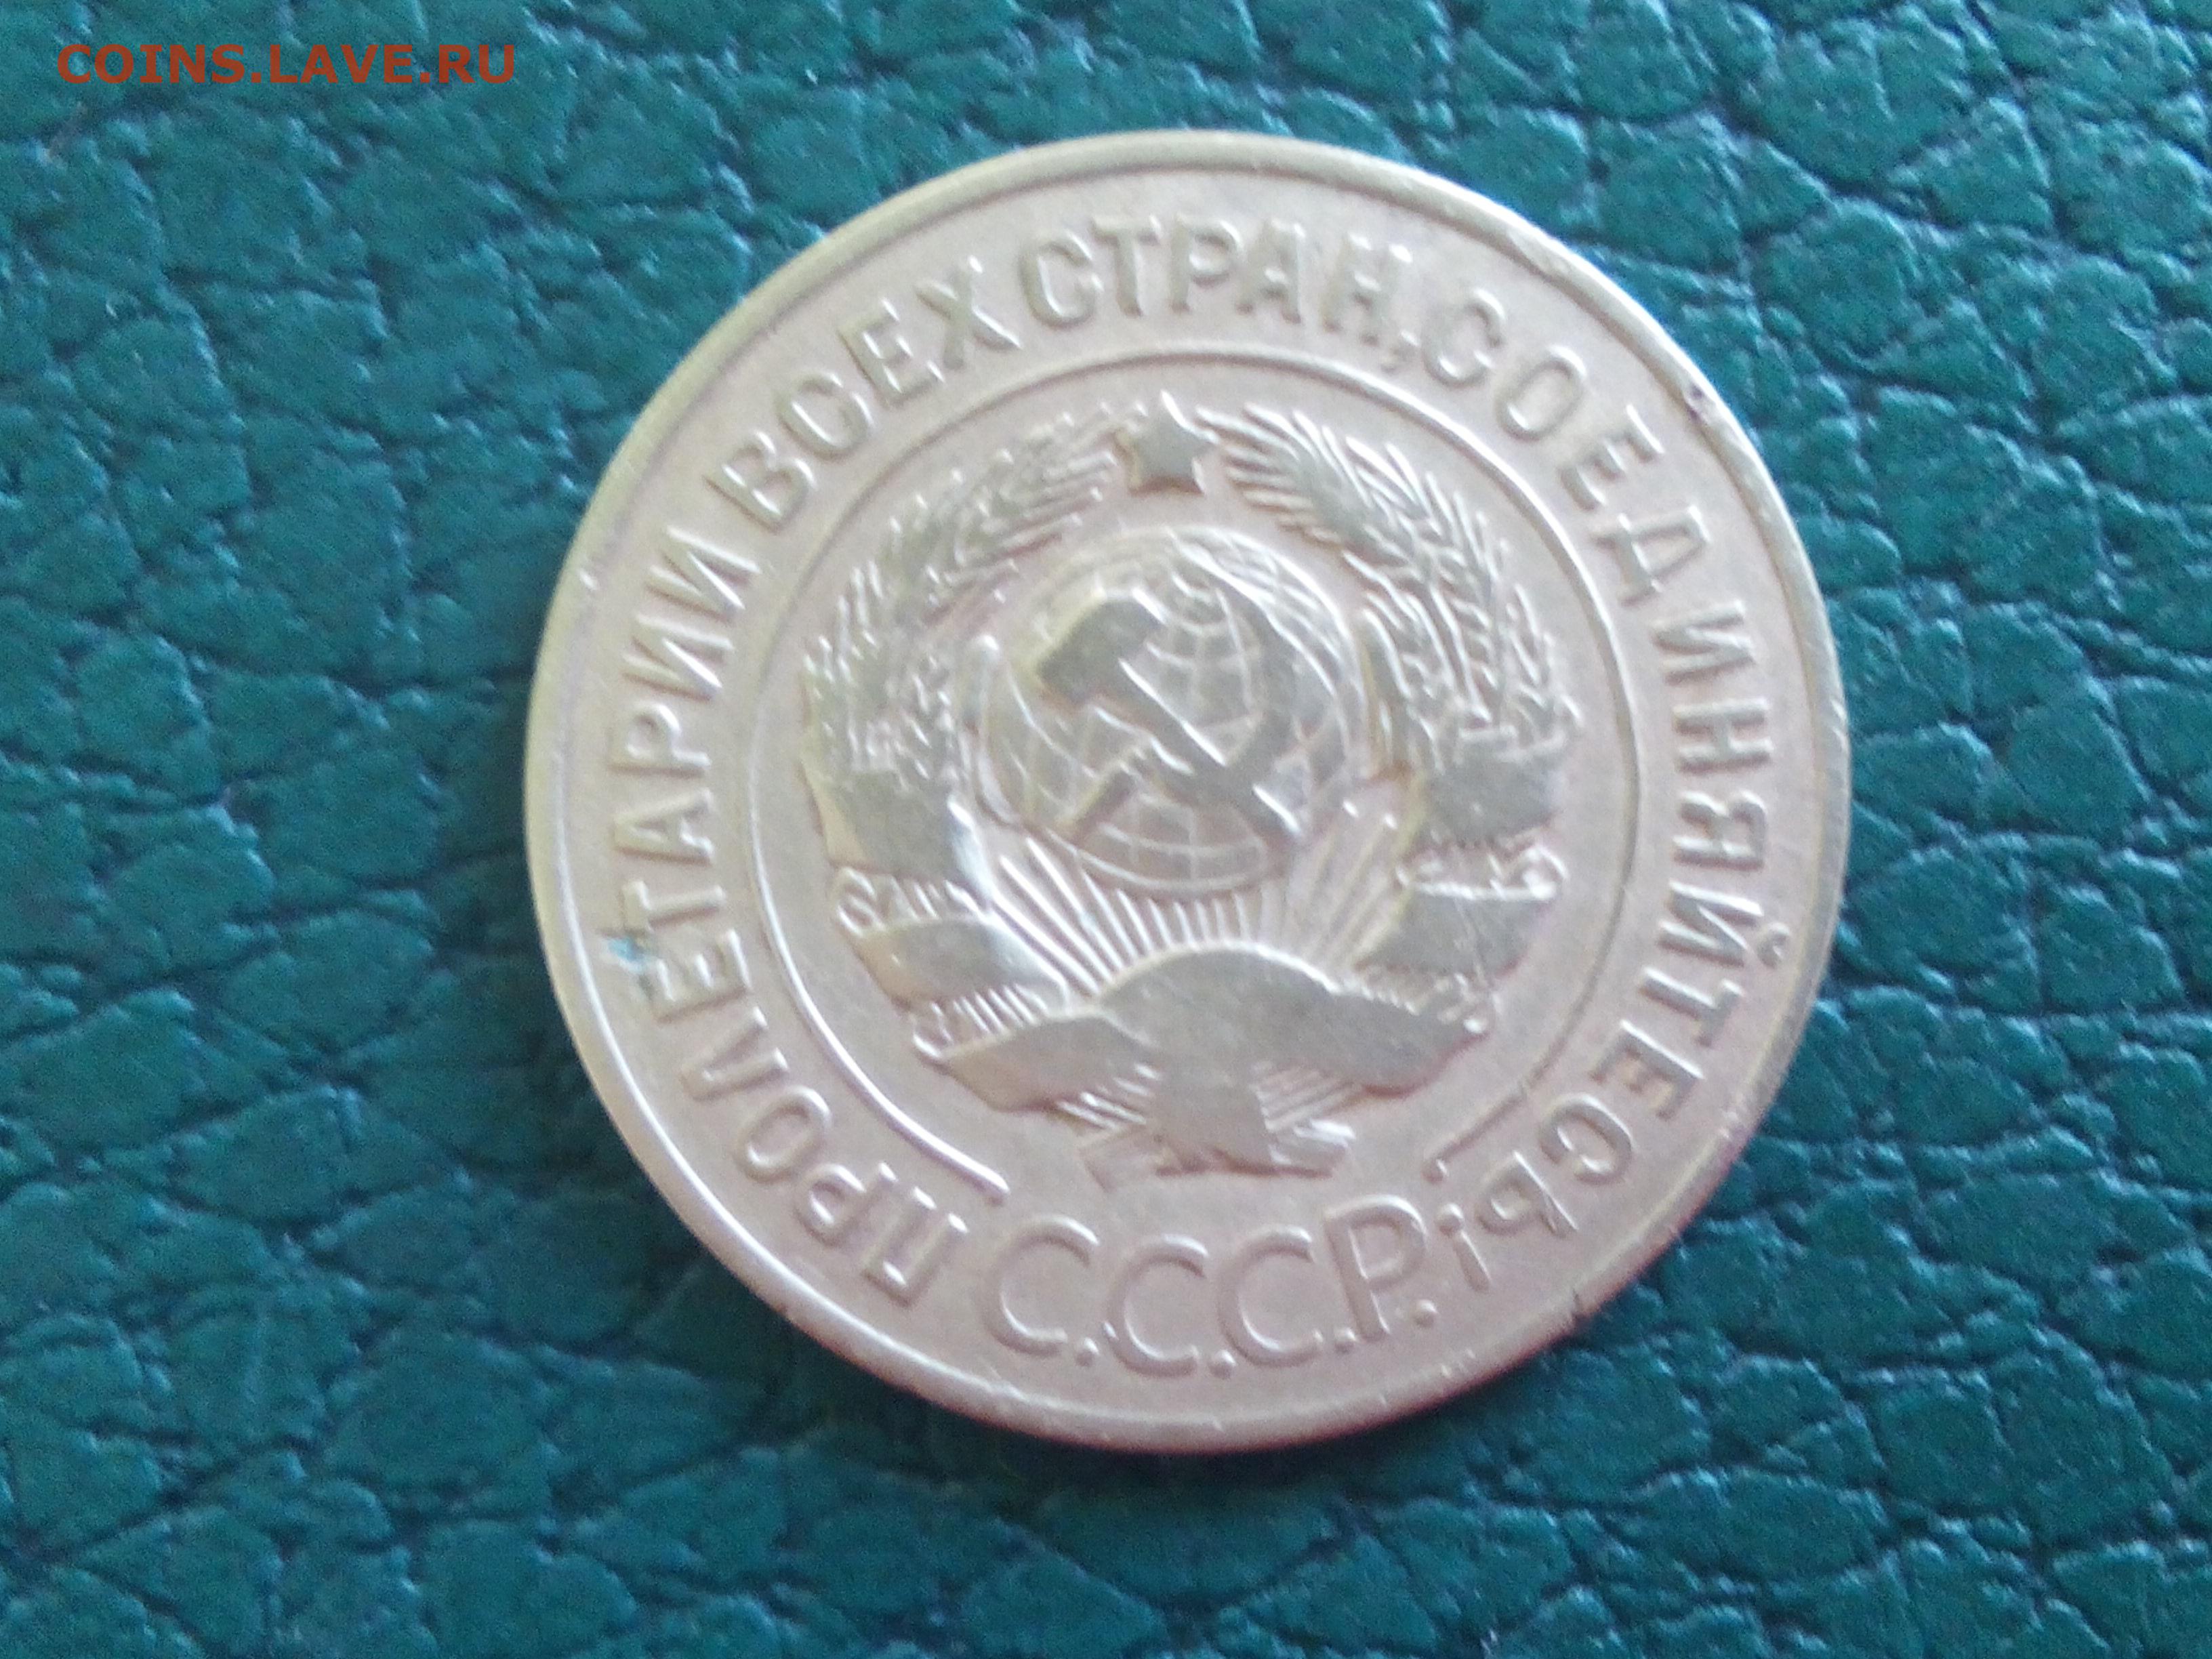 COINS.LAVE.RU
ПРОЛЕТАРИИ ВСЕХ СТРАН, СОЕДИНЯЙТЕСЬ!
С.С.С.Р.